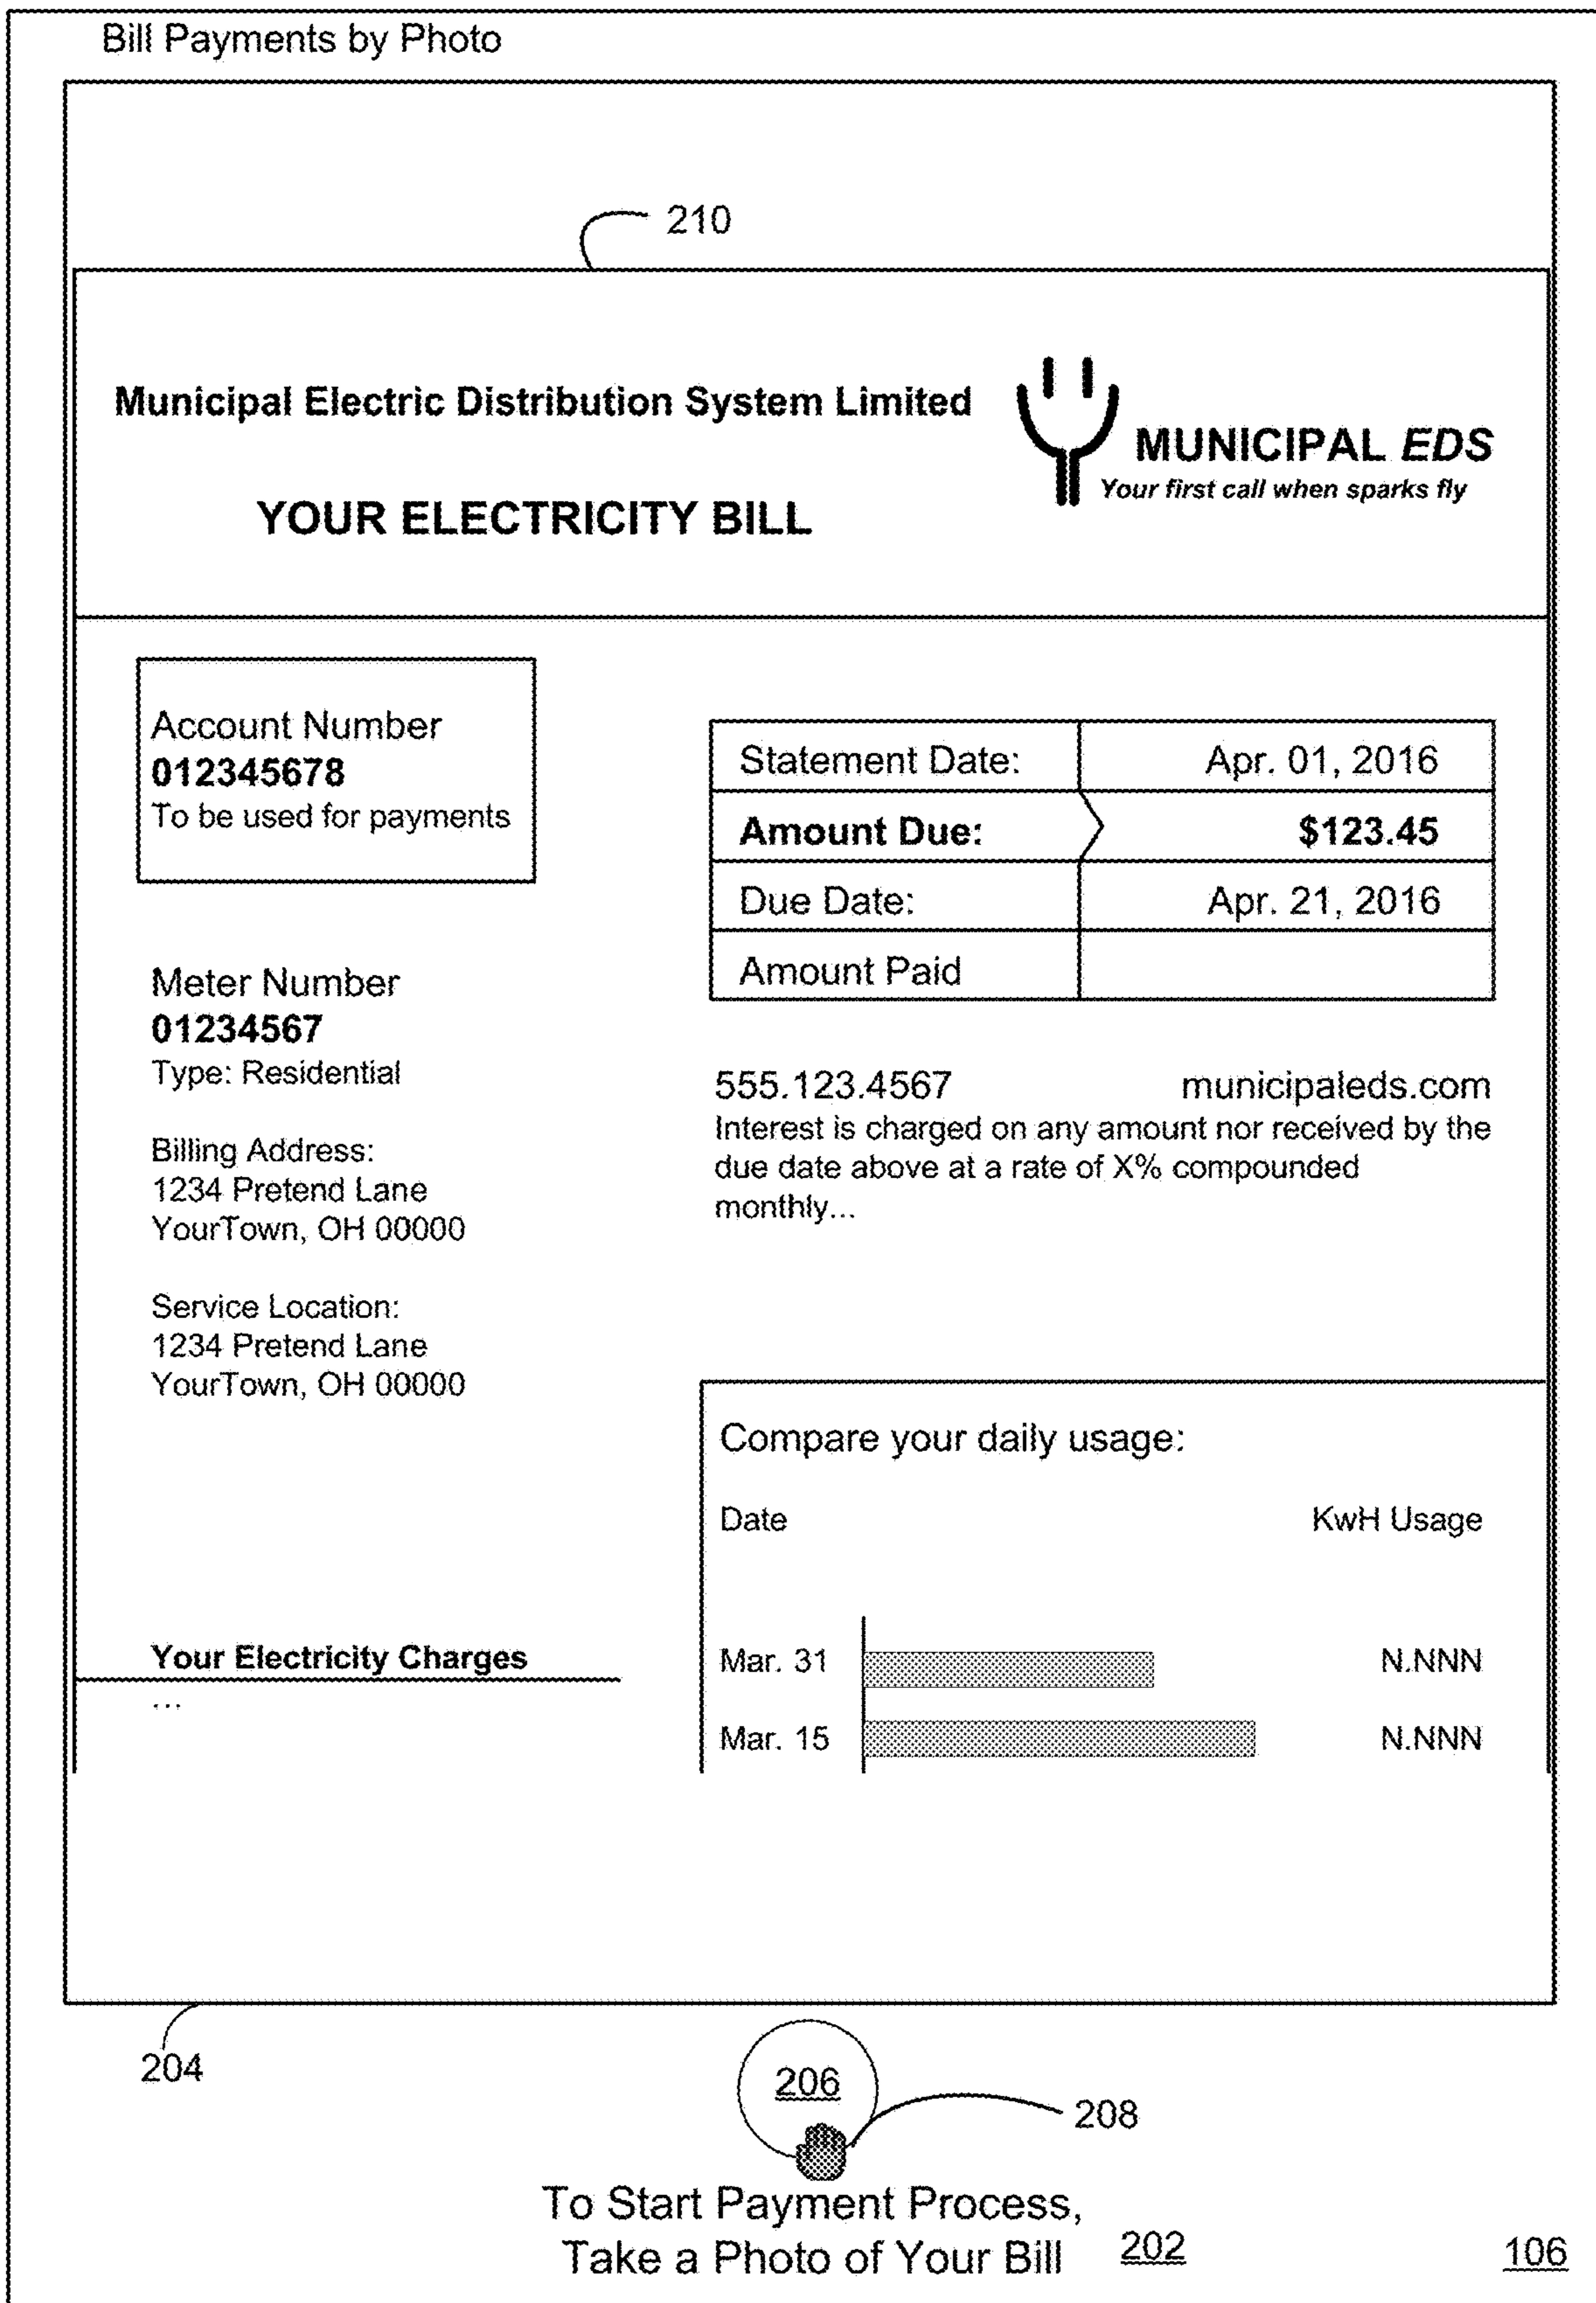 Bill Payments by Photo
210
Municipal Electric Distribution System Limited
MUNICIPAL EDS
Your first call when sparks fly
YOUR ELECTRICITY BILL
Account Number
012345678
To be used for payments
Statement Date: Apr. 01, 2016
Amount Due: $123.45
Due Date: Apr. 21, 2016
Amount Paid
Meter Number
01234567
Type: Residential
Billing Address:
1234 Pretend Lane
YourTown, OH 00000
Service Location:
1234 Pretend Lane
YourTown, OH 00000
555.123.4567 municipaleds.com
Interest is charged on any amount nor received by the
due date above at a rate of X% compounded
monthly...
Compare your daily usage:
Date KwH Usage
Mar. 31 N.NNN
Mar. 15 N.NNN
Your Electricity Charges
...
204
206
208
To Start Payment Process,
Take a Photo of Your Bill
202
106